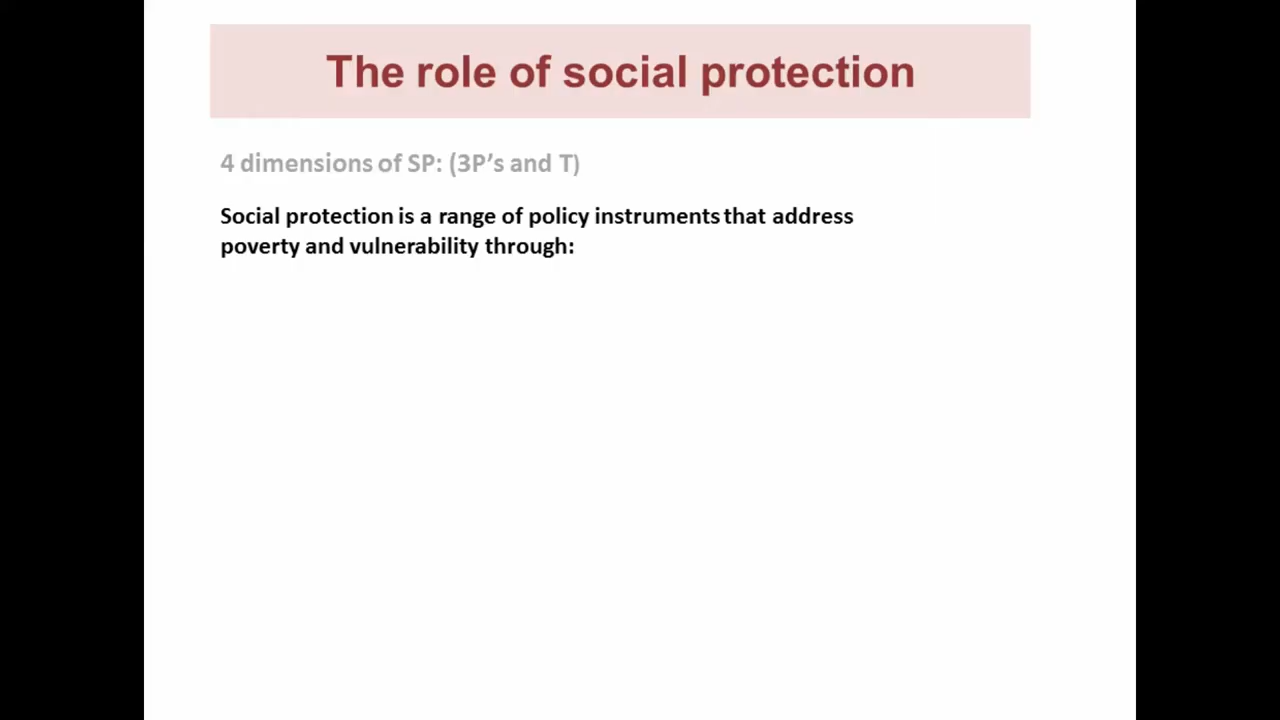 The role of social protection
4 dimensions of SP: (3P’s and T)
Social protection is a range of policy instruments that address
poverty and vulnerability through: